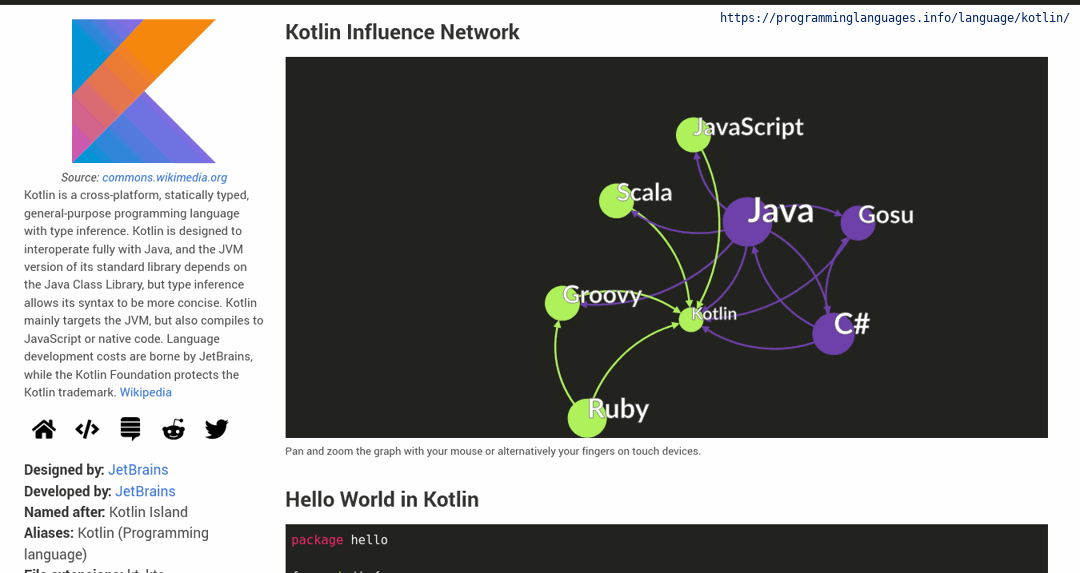 https://programminglanguages.info/language/kotlin/
Source: commons.wikimedia.org
Kotlin is a cross-platform, statically typed,
general-purpose programming language
with type inference. Kotlin is designed to
interoperate fully with Java, and the JVM
version of its standard library depends on
the Java Class Library, but type inference
allows its syntax to be more concise. Kotlin
mainly targets the JVM, but also compiles to
JavaScript or native code. Language
development costs are borne by JetBrains,
while the Kotlin Foundation protects the
Kotlin trademark. Wikipedia
Designed by: JetBrains
Developed by: JetBrains
Named after: Kotlin Island
Aliases: Kotlin (Programming
language)
Kotlin Influence Network
JavaScript
Scala
Java
Gosu
Groovy
Kotlin
C#
Ruby
Pan and zoom the graph with your mouse or alternatively your fingers on touch devices.
Hello World in Kotlin
package hello